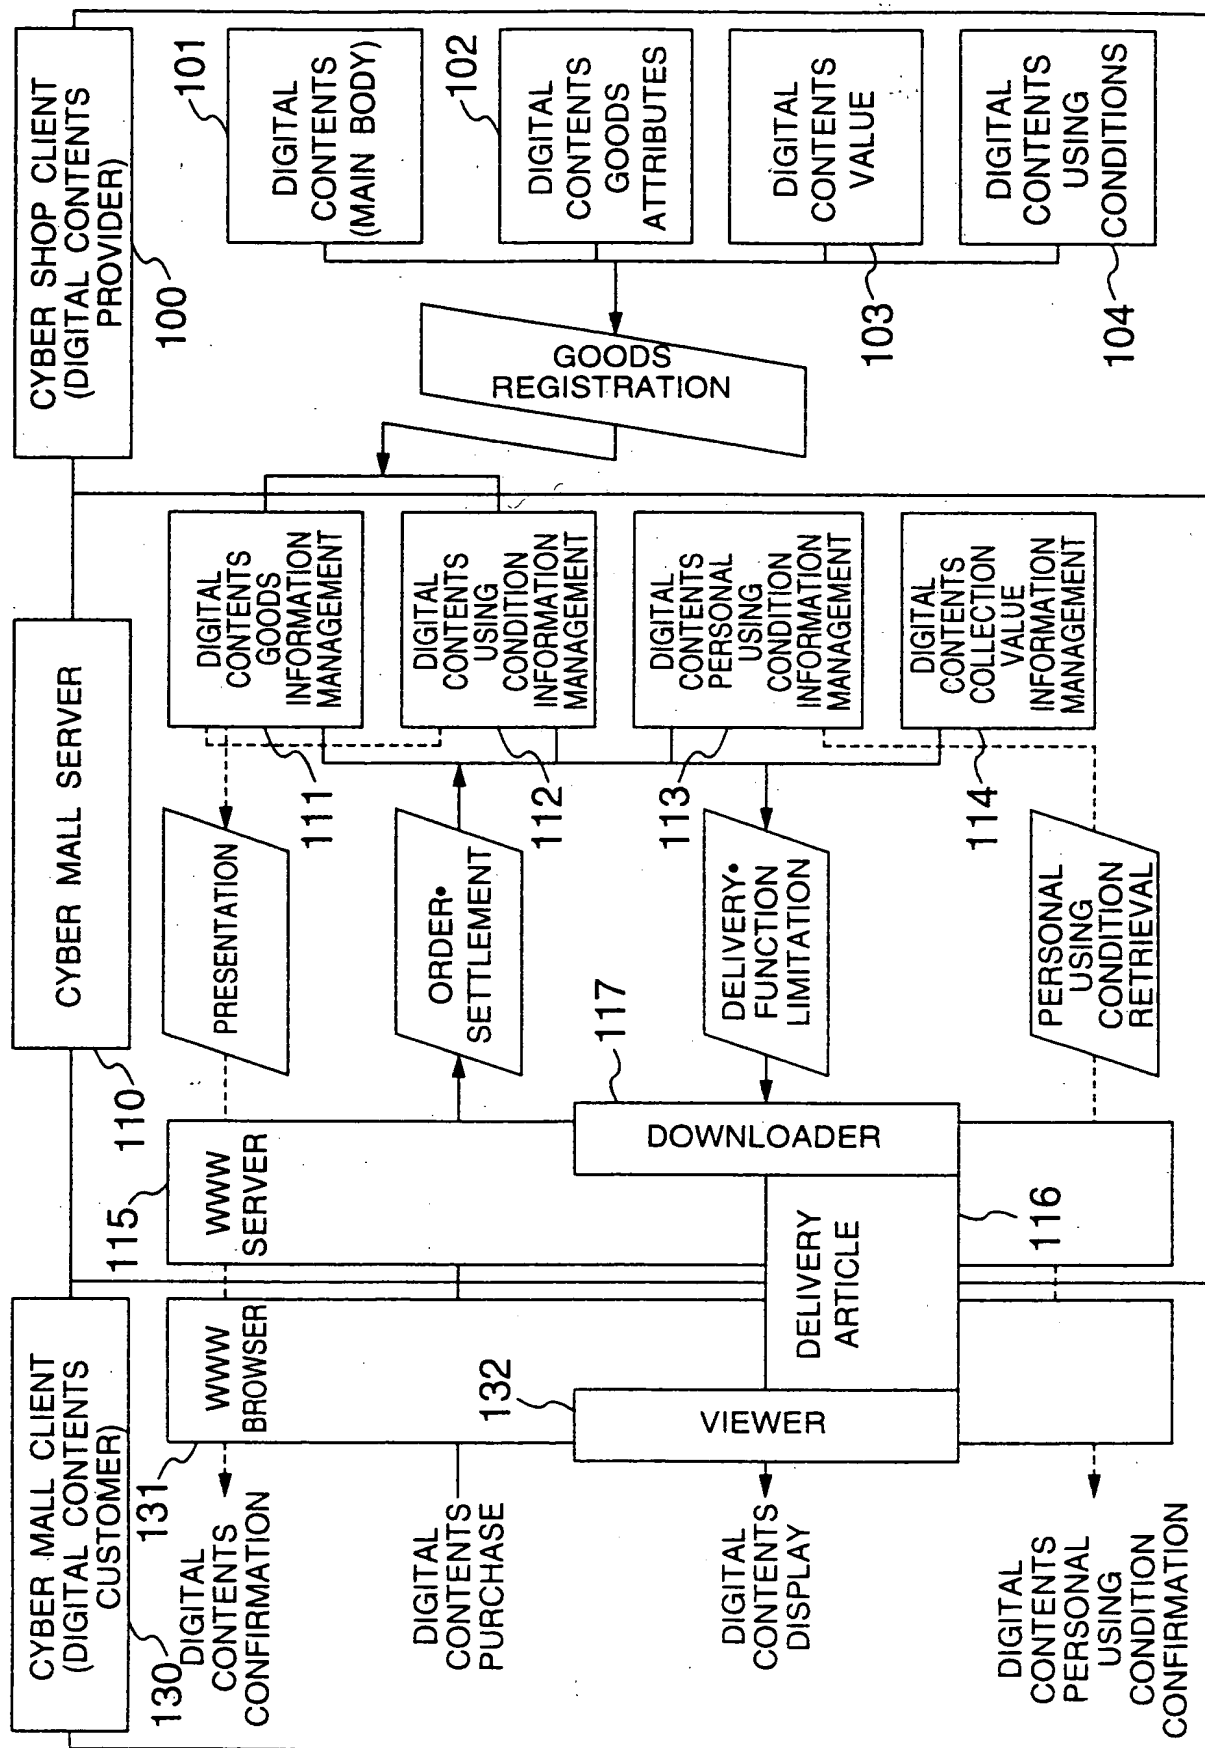 CYBER MALL CLIENT
(DIGITAL CONTENTS
CUSTOMER)
130
CYBER MALL SERVER
110
CYBER SHOP CLIENT
(DIGITAL CONTENTS
PROVIDER)
100
131
DIGITAL
CONTENTS
CONFIRMATION
WWW
BROWSER
115
WWW
SERVER
PRESENTATION
111
DIGITAL
CONTENTS
GOODS
INFORMATION
MANAGEMENT
101
DIGITAL
CONTENTS
(MAIN BODY)
DIGITAL
CONTENTS
PURCHASE
ORDER•
SETTLEMENT
112
DIGITAL
CONTENTS
USING
CONDITION
INFORMATION
MANAGEMENT
GOODS
REGISTRATION
102
DIGITAL
CONTENTS
GOODS
ATTRIBUTES
132
VIEWER
DIGITAL
CONTENTS
DISPLAY
DELIVERY
ARTICLE
117
DOWNLOADER
DELIVERY•
FUNCTION
LIMITATION
113
DIGITAL
CONTENTS
PERSONAL
USING
CONDITION
INFORMATION
MANAGEMENT
DIGITAL
CONTENTS
VALUE
103
116
114
DIGITAL
CONTENTS
COLLECTION
VALUE
INFORMATION
MANAGEMENT
DIGITAL
CONTENTS
USING
CONDITIONS
104
DIGITAL
CONTENTS
PERSONAL
USING
CONDITION
CONFIRMATION
PERSONAL
USING
CONDITION
RETRIEVAL